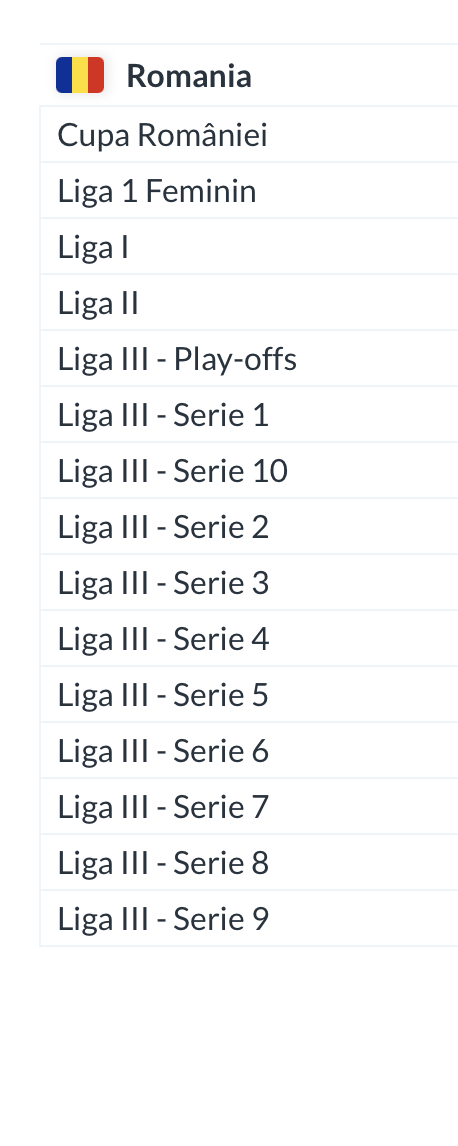 Romania
Cupa României
Liga 1 Feminin
Liga I
Liga II
Liga III - Play-offs
Liga III - Serie 1
Liga III - Serie 10
Liga III - Serie 2
Liga III - Serie 3
Liga III - Serie 4
Liga III - Serie 5
Liga III - Serie 6
Liga III - Serie 7
Liga III - Serie 8
Liga III - Serie 9